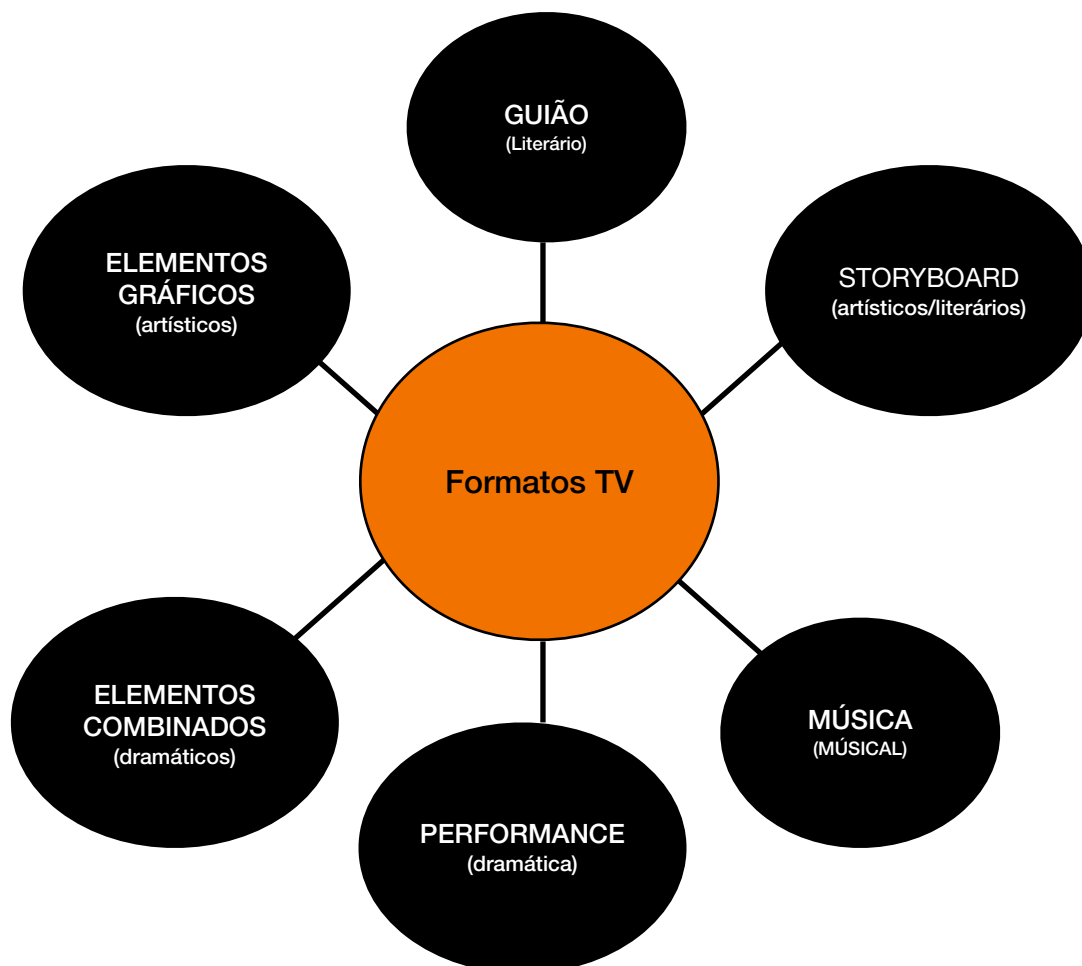 GUIÃO
(Literário)
ELEMENTOS
GRÁFICOS
(artísticos)
STORYBOARD
(artísticos/literários)
Formatos TV
ELEMENTOS
COMBINADOS
(dramáticos)
MÚSICA
(MÚSICAL)
PERFORMANCE
(dramática)